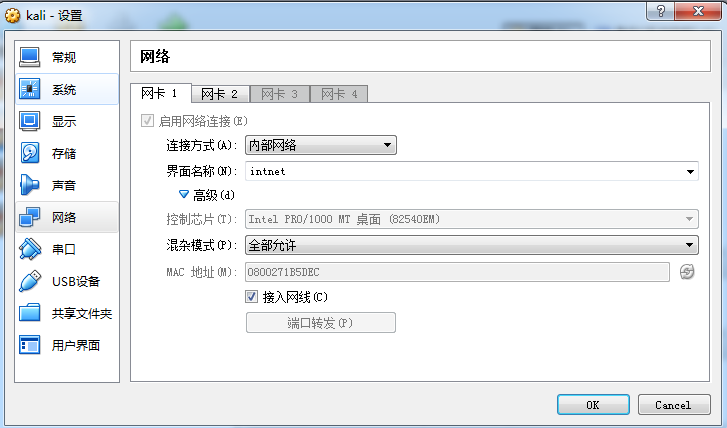 kali - 设置
常规
系统
显示
存储
声音
网络
串口
USB设备
共享文件夹
用户界面
网络
网卡 1 网卡 2 网卡 3 网卡 4
启用网络连接(E)
连接方式(A): 内部网络
界面名称(N): intnet
高级(d)
控制芯片(T): Intel PRO/1000 MT 桌面 (82540EM)
混杂模式(P): 全部允许
MAC 地址(M): 0800271B5DEC
接入网线(C)
端口转发(P)
OK Cancel